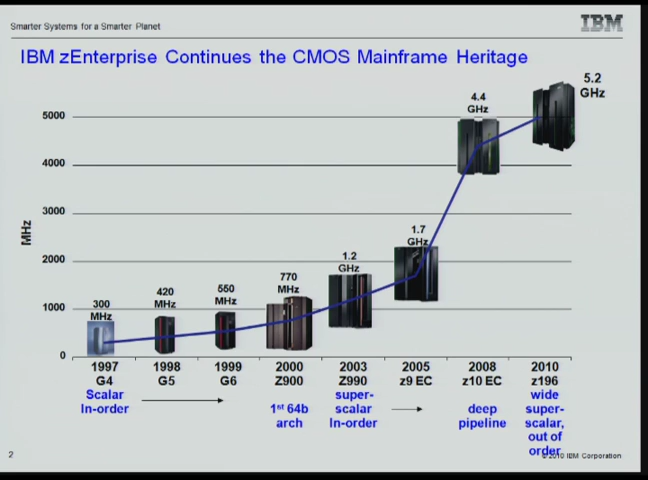 Smarter Systems for a Smarter Planet
IBM
IBM zEnterprise Continues the CMOS Mainframe Heritage
5.2
GHz
4.4
GHz
5000
4000
3000
2000
1000
0
MHz
1.7
GHz
1.2
GHz
770
MHz
550
MHz
420
MHz
300
MHz
1997 1998 1999 2000 2003 2005 2008 2010
G4 G5 G6 Z900 Z990 z9 EC z10 EC z196
Scalar
In-order
1st 64b
arch
super-
scalar
In-order
deep
pipeline
wide
super-
scalar,
out of
order
2
© 2010 IBM Corporation